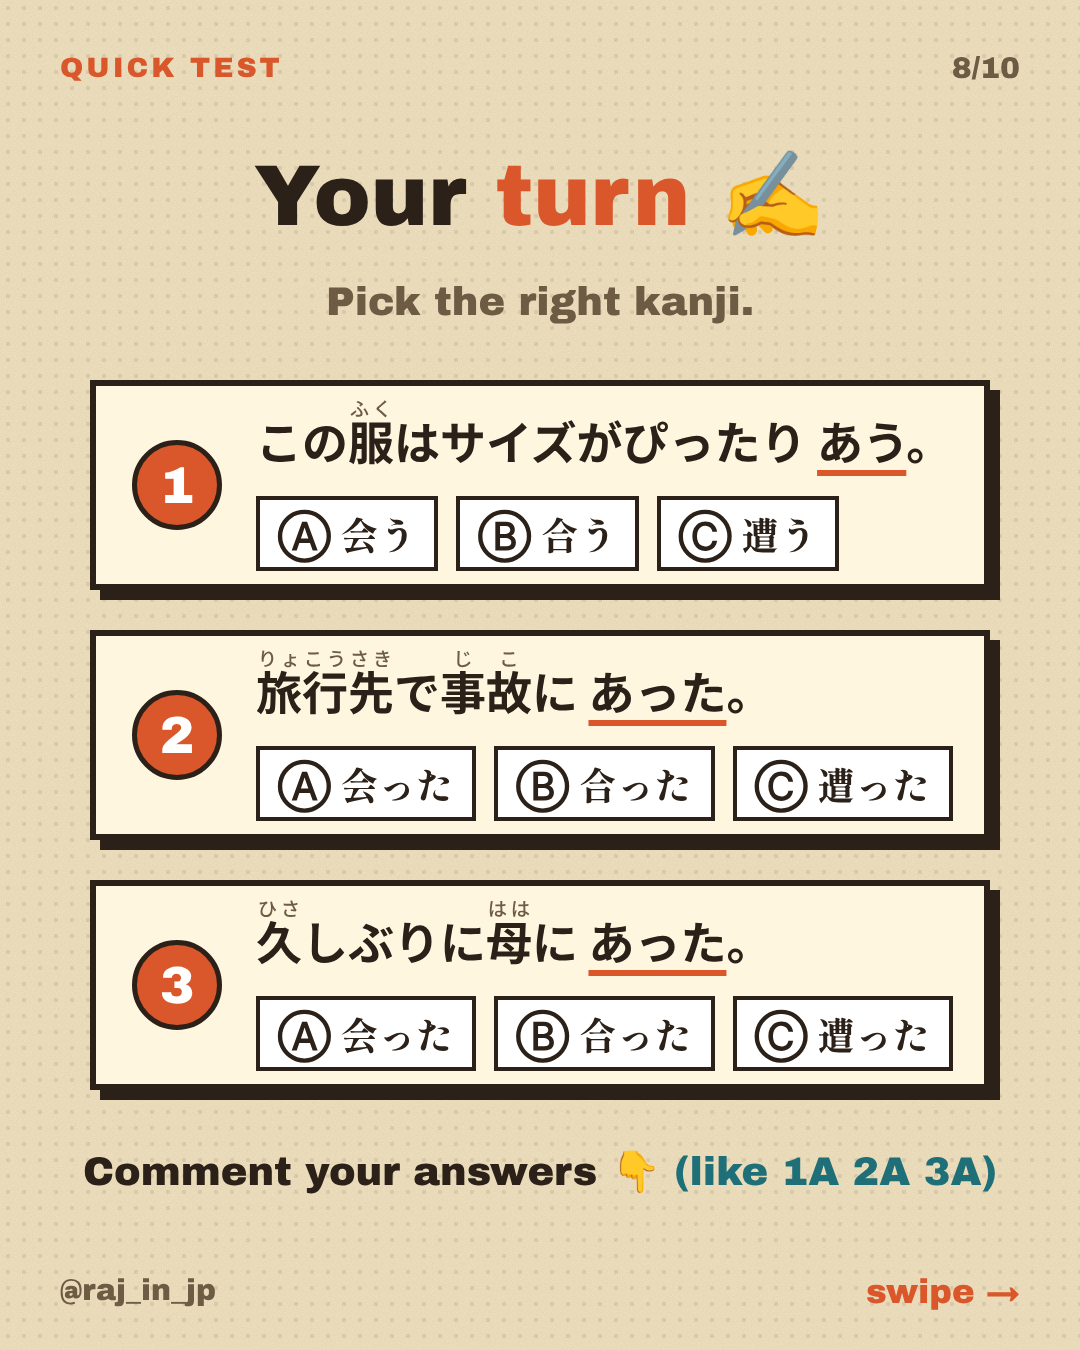 QUICK TEST
8/10
Your turn ✍️
Pick the right kanji.
1
ふく
この服はサイズがぴったり あう。
Ⓐ 会う
Ⓑ 合う
Ⓒ 遭う
2
りょこうさき じこ
旅行先で事故に あった。
Ⓐ 会った
Ⓑ 合った
Ⓒ 遭った
3
ひさ はは
久しぶりに母に あった。
Ⓐ 会った
Ⓑ 合った
Ⓒ 遭った
Comment your answers 👇 (like 1A 2A 3A)
@raj_in_jp
swipe →